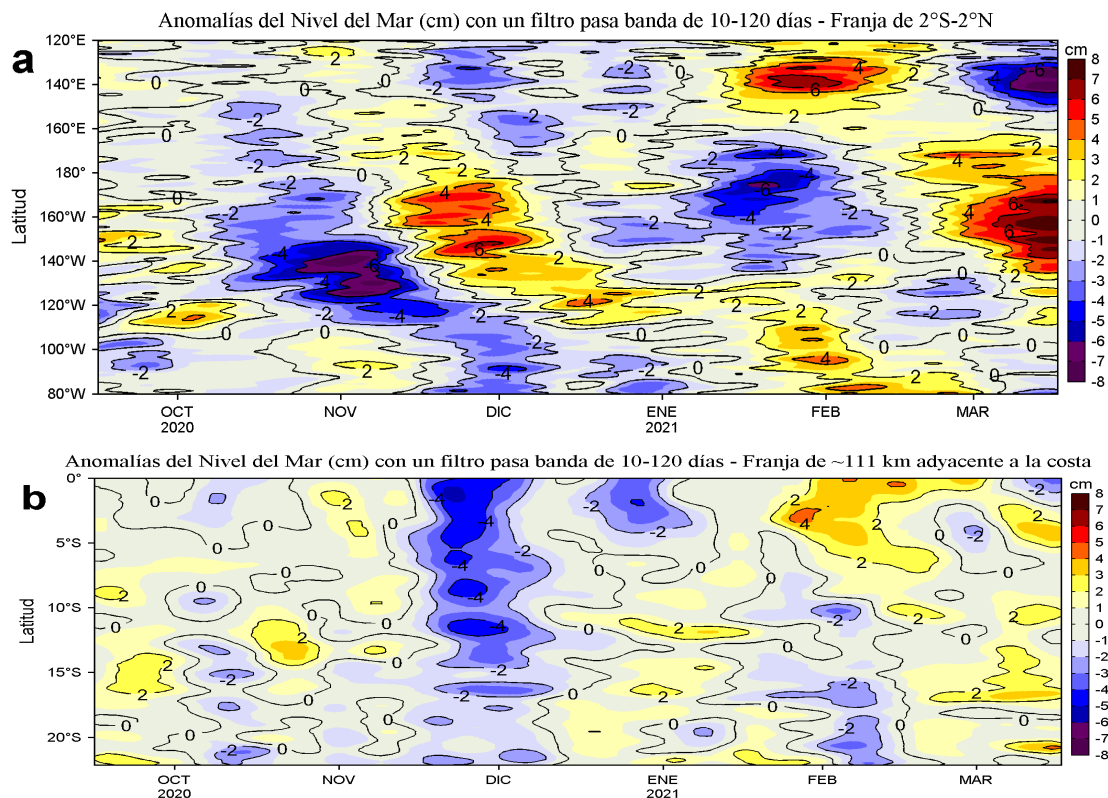 Anomalías del Nivel del Mar (cm) con un filtro pasa banda de 10-120 días - Franja de 2°S-2°N
a
cm
Latitud
120°E
140°E
160°E
180°
160°W
140°W
120°W
100°W
80°W
OCT NOV DIC ENE FEB MAR
2020 2021
8
7
6
5
4
3
2
1
0
-1
-2
-3
-4
-5
-6
-7
-8
Anomalías del Nivel del Mar (cm) con un filtro pasa banda de 10-120 días - Franja de ~111 km adyacente a la costa
b
cm
Latitud
0°
5°S
10°S
15°S
20°S
OCT NOV DIC ENE FEB MAR
2020 2021
8
7
6
5
4
3
2
1
0
-1
-2
-3
-4
-5
-6
-7
-8